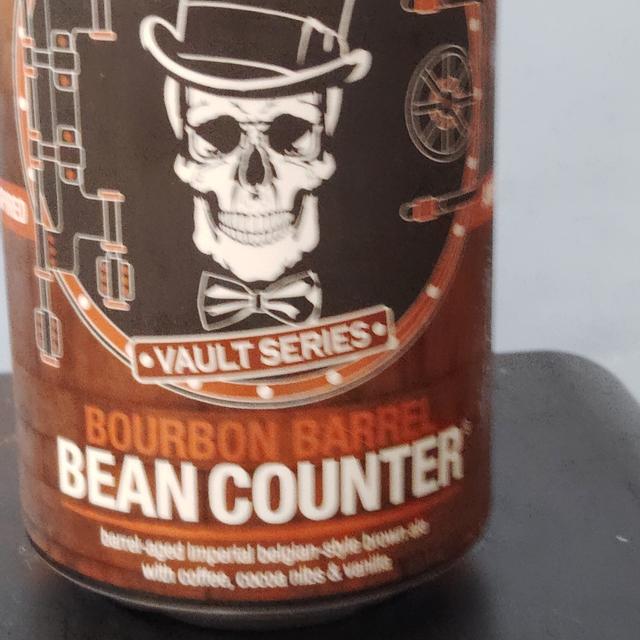 VAULT SERIES
BOURBON BARREL
BEAN COUNTER
barrel-aged imperial belgian-style brown ale
with coffee, cocoa nibs & vanilla